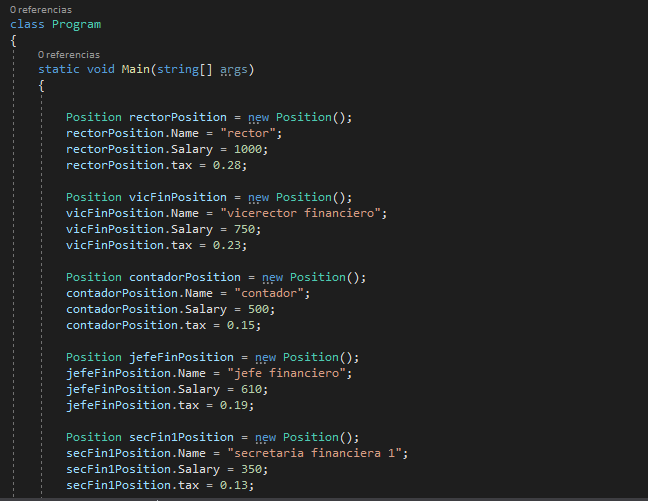 0 referencias
class Program
{
0 referencias
static void Main(string[] args)
{
Position rectorPosition = new Position();
rectorPosition.Name = "rector";
rectorPosition.Salary = 1000;
rectorPosition.tax = 0.28;
Position vicFinPosition = new Position();
vicFinPosition.Name = "vicerector financiero";
vicFinPosition.Salary = 750;
vicFinPosition.tax = 0.23;
Position contadorPosition = new Position();
contadorPosition.Name = "contador";
contadorPosition.Salary = 500;
contadorPosition.tax = 0.15;
Position jefeFinPosition = new Position();
jefeFinPosition.Name = "jefe financiero";
jefeFinPosition.Salary = 610;
jefeFinPosition.tax = 0.19;
Position secFin1Position = new Position();
secFin1Position.Name = "secretaria financiera 1";
secFin1Position.Salary = 350;
secFin1Position.tax = 0.13;